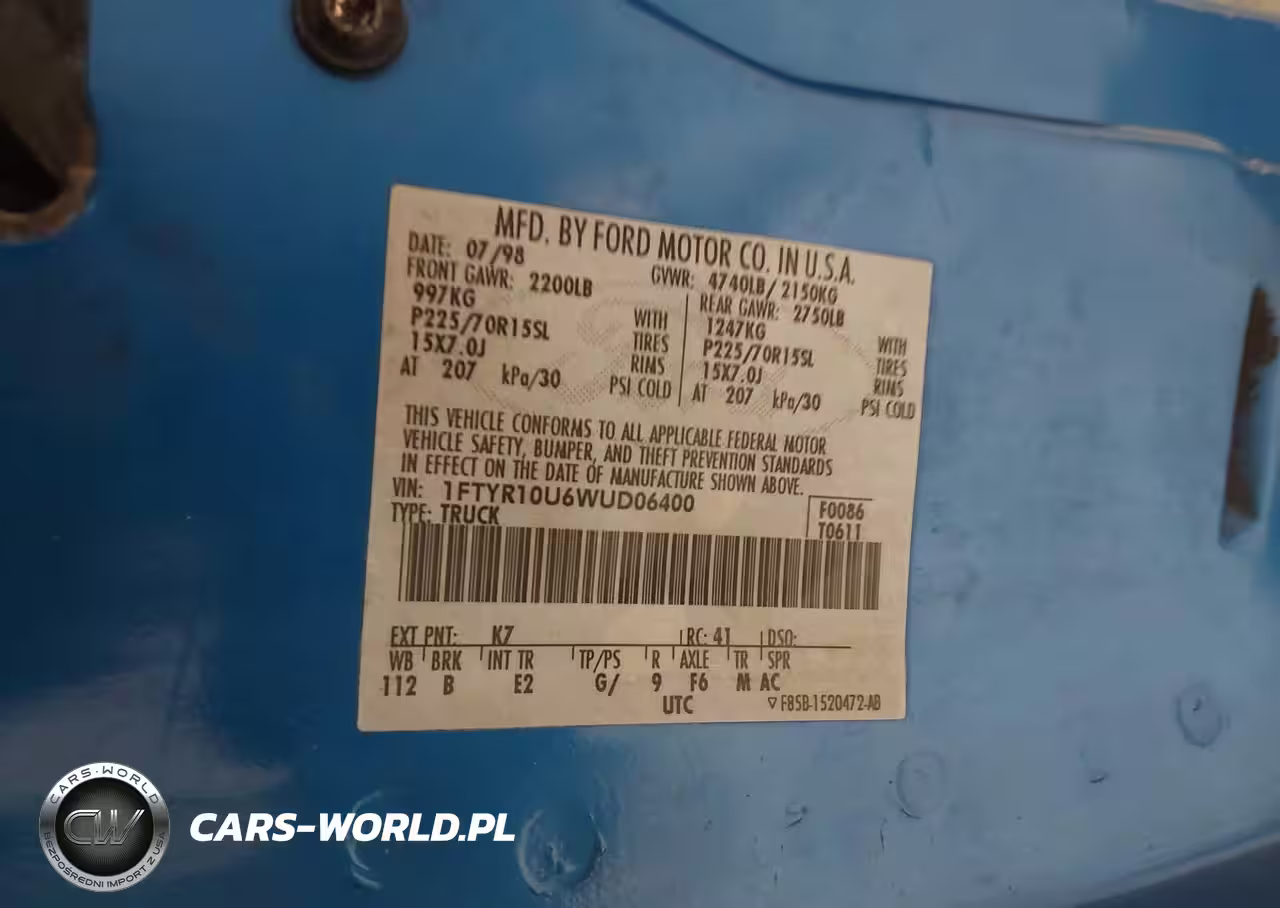 MFD. BY FORD MOTOR CO. IN U.S.A.
DATE: 07/98 GVWR: 4740LB/ 2150KG
FRONT GAWR: 2200LB REAR GAWR: 2750LB
997KG WITH 1247KG WITH
P225/70R15SL TIRES P225/70R15SL TIRES
15X7.0J RIMS 15X7.0J RIMS
AT 207 kPa/30 PSI COLD AT 207 kPa/30 PSI COLD
THIS VEHICLE CONFORMS TO ALL APPLICABLE FEDERAL MOTOR
VEHICLE SAFETY, BUMPER, AND THEFT PREVENTION STANDARDS
IN EFFECT ON THE DATE OF MANUFACTURE SHOWN ABOVE.
VIN: 1FTYR10U6WUD06400 F0086
TYPE: TRUCK T0611
EXT PNT: K7 RC: 41 DSO:
WB BRK INT TR TP/PS R AXLE TR SPR
112 B E2 G/ 9 F6 M AC
UTC ▽ F85B-1520472-AB
CARS-WORLD
CW
BEZPOŚREDNI IMPORT Z USA
CARS-WORLD.PL